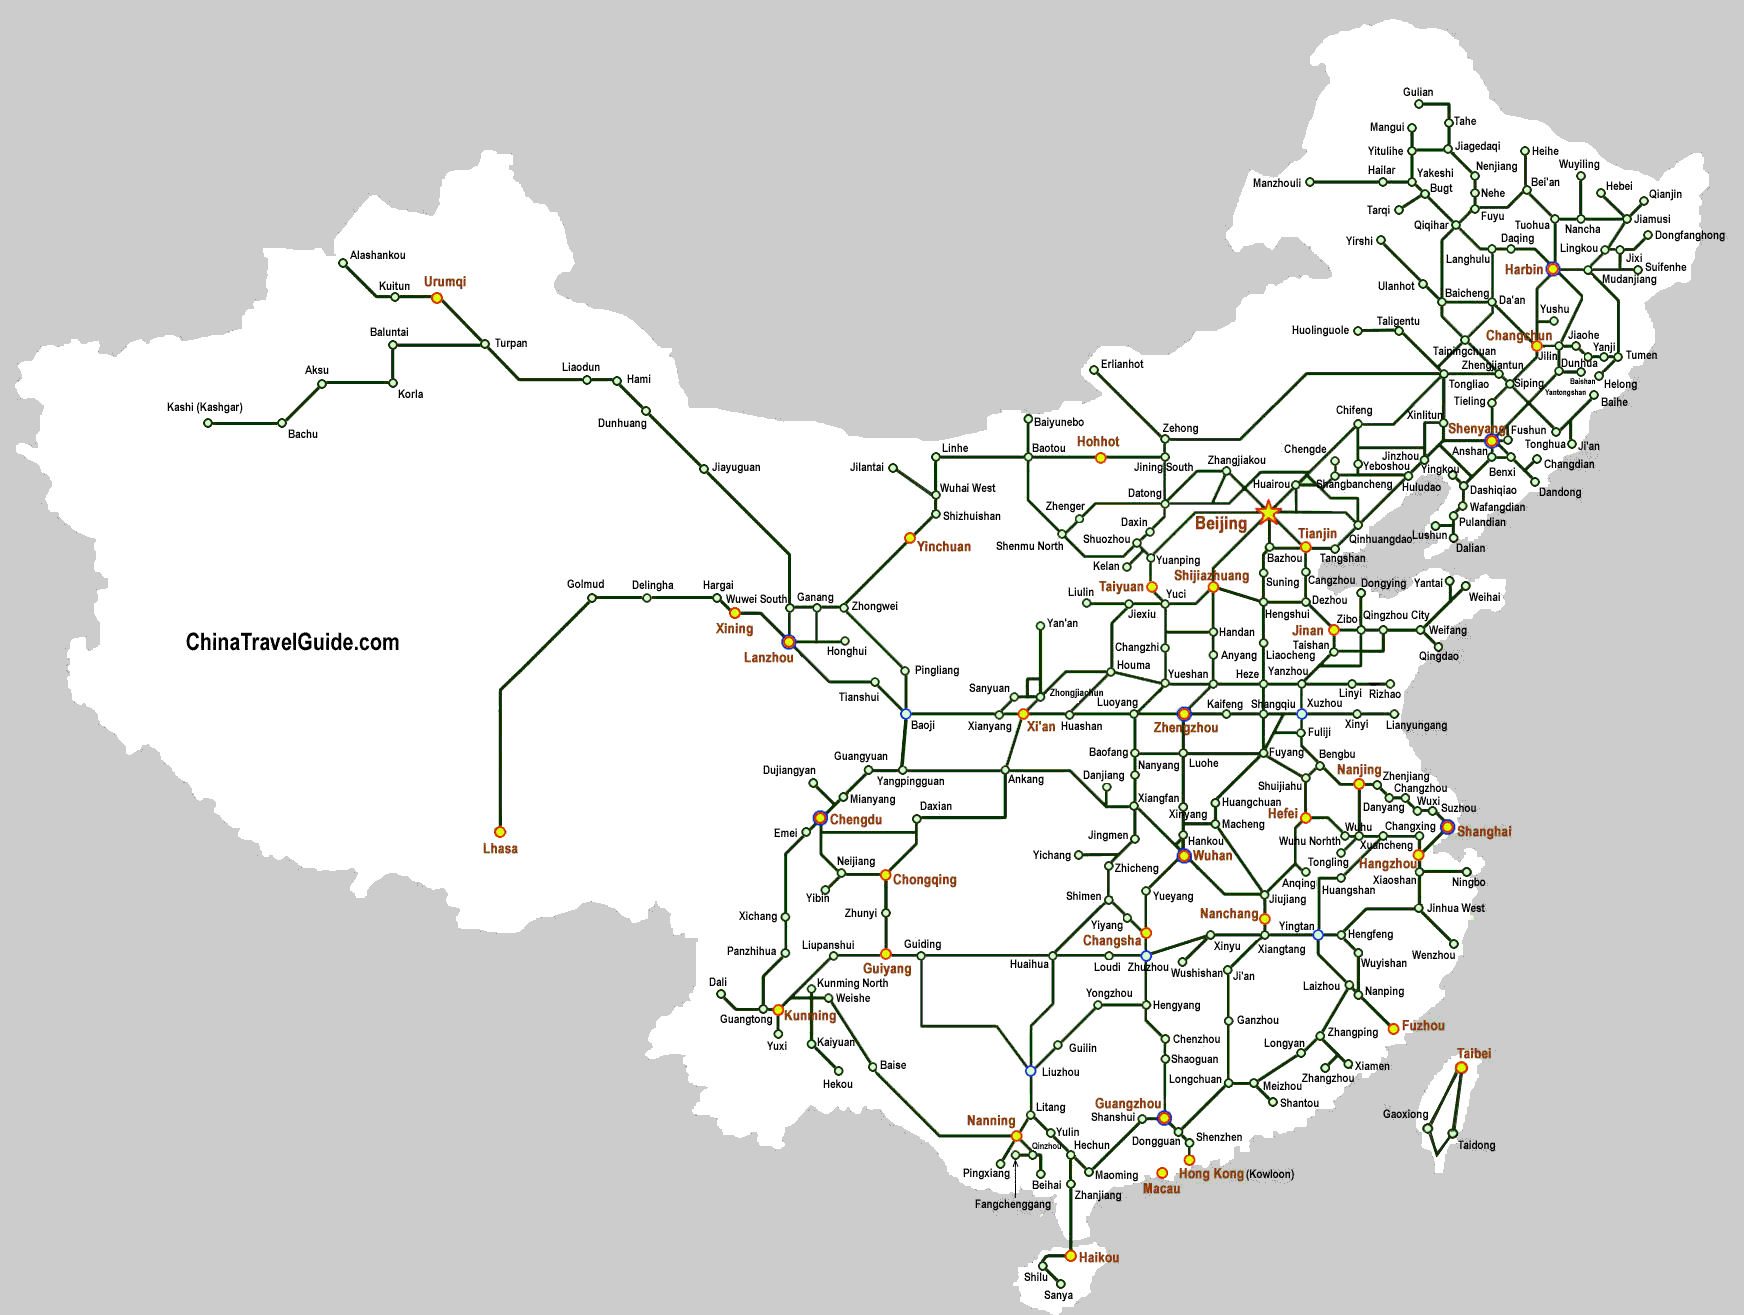 Gulian
Tahe
Mangui
Yitulihe
Jiagedaqi
Heihe
Wuyiling
Nenjiang
Hailar
Yakeshi
Manzhouli
Bugt
Nehe
Bei'an
Hebei
Qianjin
Tarqi
Fuyu
Qiqihar
Tuohua
Nancha
Jiamusi
Yirshi
Daqing
Lingkou
Dongfanghong
Langhulu
Harbin
Jixi
Suifenhe
Mudanjiang
Alashankou
Kuitun
Urumqi
Ulanhot
Baicheng
Da'an
Yushu
Huolinguole
Taligentu
Changchun
Jiaohe
Baluntai
Turpan
Taipingchuan
Jilin
Yanji
Tumen
Dunhua
Zhengjiantun
Erlianhot
Liaodun
Hami
Aksu
Korla
Tongliao
Siping
Baishan
Helong
Yantongshan
Baihe
Tieling
Kashi (Kashgar)
Bachu
Dunhuang
Chifeng
Xinlitun
Baiyunebo
Zehong
Shenyang
Fushun
Tonghua
Ji'an
Hohhot
Linhe
Baotou
Chengde
Jinzhou
Anshan
Jiayuguan
Jilantai
Jining South
Zhangjiakou
Yeboshou
Yingkou
Benxi
Changdian
Wuhai West
Datong
Huairou
Shangbancheng
Huludao
Dashiqiao
Dandong
Zhenger
Wafangdian
Shizhuishan
Daxin
Beijing
Pulandian
Yinchuan
Shenmu North
Shuozhou
Tianjin
Qinhuangdao
Lushun
Dalian
Kelan
Yuanping
Bazhou
Tangshan
Golmud
Delingha
Hargai
Taiyuan
Shijiazhuang
Suning
Cangzhou
Dongying
Yantai
Weihai
Wuwei South
Ganang
Zhongwei
Liulin
Jiexiu
Yuci
Hengshui
Dezhou
Zibo
Qingzhou City
Xining
Jinan
Weifang
ChinaTravelGuide.com
Lanzhou
Honghui
Yan'an
Handan
Changzhi
Anyang
Liaocheng
Taishan
Qingdao
Pingliang
Houma
Yueshan
Heze
Yanzhou
Tianshui
Sanyuan
Zhongjiachun
Luoyang
Linyi
Rizhao
Kaifeng
Shangqiu
Xuzhou
Baoji
Xianyang
Xi'an
Huashan
Zhengzhou
Xinyi
Lianyungang
Fuliji
Guangyuan
Baofang
Luohe
Fuyang
Bengbu
Dujiangyan
Yangpingguan
Ankang
Nanyang
Danjiang
Nanjing
Zhenjiang
Shuijiahu
Changzhou
Mianyang
Daxian
Xiangfan
Xinyang
Huangchuan
Danyang
Wuxi
Suzhou
Chengdu
Macheng
Hefei
Wuhu
Changxing
Shanghai
Lhasa
Emei
Jingmen
Hankou
Wuhu Norhth
Xuancheng
Yichang
Wuhan
Tongling
Hangzhou
Neijiang
Zhicheng
Chongqing
Anqing
Huangshan
Xiaoshan
Ningbo
Yibin
Shimen
Yueyang
Jiujiang
Xichang
Zhunyi
Yiyang
Nanchang
Jinhua West
Changsha
Yingtan
Hengfeng
Panzhihua
Liupanshui
Guiding
Xinyu
Xiangtang
Wenzhou
Guiyang
Huaihua
Loudi
Zhuzhou
Wushishan
Ji'an
Wuyishan
Dali
Kunming North
Weishe
Yongzhou
Hengyang
Laizhou
Nanping
Guangtong
Kunming
Ganzhou
Fuzhou
Yuxi
Kaiyuan
Guilin
Chenzhou
Longyan
Zhangping
Hekou
Baise
Liuzhou
Shaoguan
Longchuan
Meizhou
Zhangzhou
Xiamen
Taibei
Litang
Guangzhou
Shantou
Nanning
Shanshui
Gaoxiong
Yulin
Dongguan
Shenzhen
Taidong
Qinzhou
Hechun
Pingxiang
Beihai
Maoming
Hong Kong (Kowloon)
Macau
Fangchenggang
Zhanjiang
Haikou
Shilu
Sanya